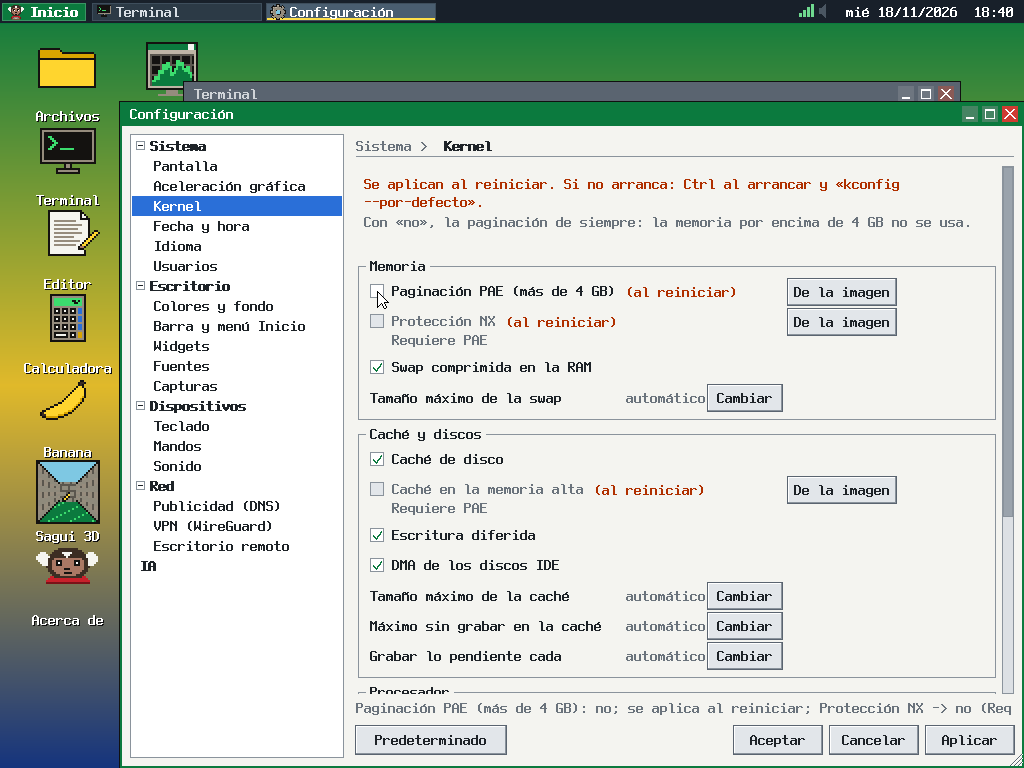 Inicio
Terminal
Configuración
mié 18/11/2026 18:40
Archivos
Terminal
Editor
Calculadora
Banana
Sagui 3D
Acerca de
Terminal
Configuración
Sistema
Pantalla
Aceleración gráfica
Kernel
Fecha y hora
Idioma
Usuarios
Escritorio
Colores y fondo
Barra y menú Inicio
Widgets
Fuentes
Capturas
Dispositivos
Teclado
Mandos
Sonido
Red
Publicidad (DNS)
VPN (WireGuard)
Escritorio remoto
IA
Sistema > Kernel
Se aplican al reiniciar. Si no arranca: Ctrl al arrancar y «kconfig
--por-defecto».
Con «no», la paginación de siempre: la memoria por encima de 4 GB no se usa.
Memoria
Paginación PAE (más de 4 GB) (al reiniciar) De la imagen
Protección NX (al reiniciar) De la imagen
Requiere PAE
Swap comprimida en la RAM
Tamaño máximo de la swap automático Cambiar
Caché y discos
Caché de disco
Caché en la memoria alta (al reiniciar) De la imagen
Requiere PAE
Escritura diferida
DMA de los discos IDE
Tamaño máximo de la caché automático Cambiar
Máximo sin grabar en la caché automático Cambiar
Grabar lo pendiente cada automático Cambiar
Procesador
Paginación PAE (más de 4 GB): no; se aplica al reiniciar; Protección NX -> no (Req
Predeterminado Aceptar Cancelar Aplicar